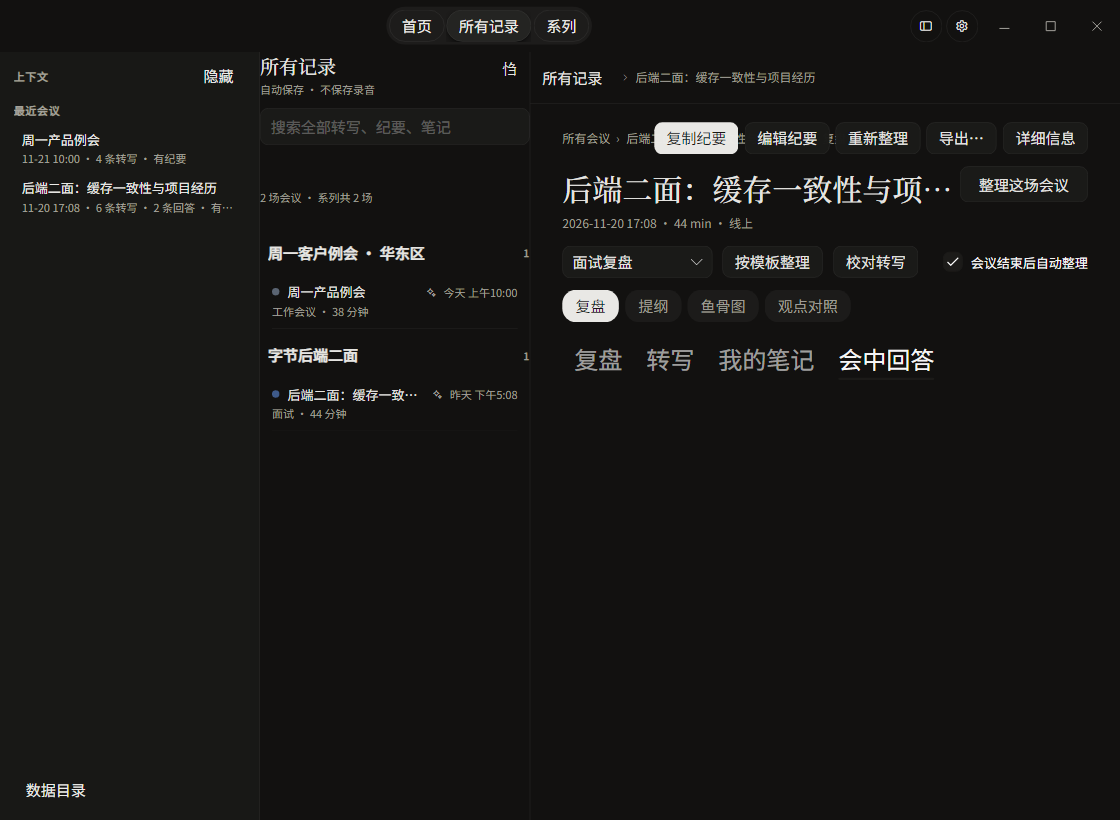 首页 所有记录 系列
上下文 隐藏
最近会议
周一产品例会
11-21 10:00 • 4 条转写 • 有纪要
后端二面：缓存一致性与项目经历
11-20 17:08 • 6 条转写 • 2 条回答 • 有…
数据目录
所有记录
恰
自动保存 • 不保存录音
搜索全部转写、纪要、笔记
2 场会议 • 系列共 2 场
周一客户例会 • 华东区 1
周一产品例会 今天 上午10:00
工作会议 • 38 分钟
字节后端二面 1
后端二面：缓存一致… 昨天 下午5:08
面试 • 44 分钟
所有记录 › 后端二面：缓存一致性与项目经历
所有会议 › 后端二
复制纪要 编辑纪要 重新整理 导出… 详细信息
后端二面：缓存一致性与项… 整理这场会议
2026-11-20 17:08 • 44 min • 线上
面试复盘 按模板整理 校对转写 会议结束后自动整理
复盘 提纲 鱼骨图 观点对照
复盘 转写 我的笔记 会中回答